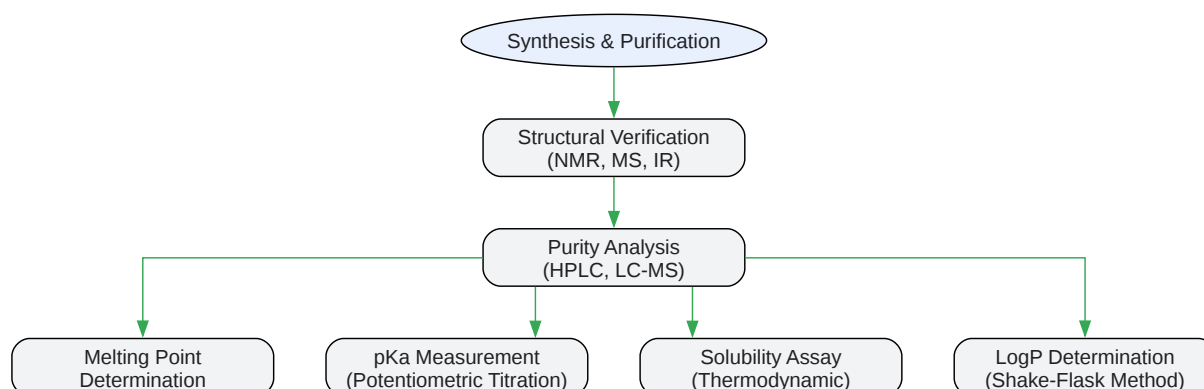 Synthesis & Purification
Structural Verification
(NMR, MS, IR)
Purity Analysis
(HPLC, LC-MS)
Melting Point
Determination
pKa Measurement
(Potentiometric Titration)
Solubility Assay
(Thermodynamic)
LogP Determination
(Shake-Flask Method)